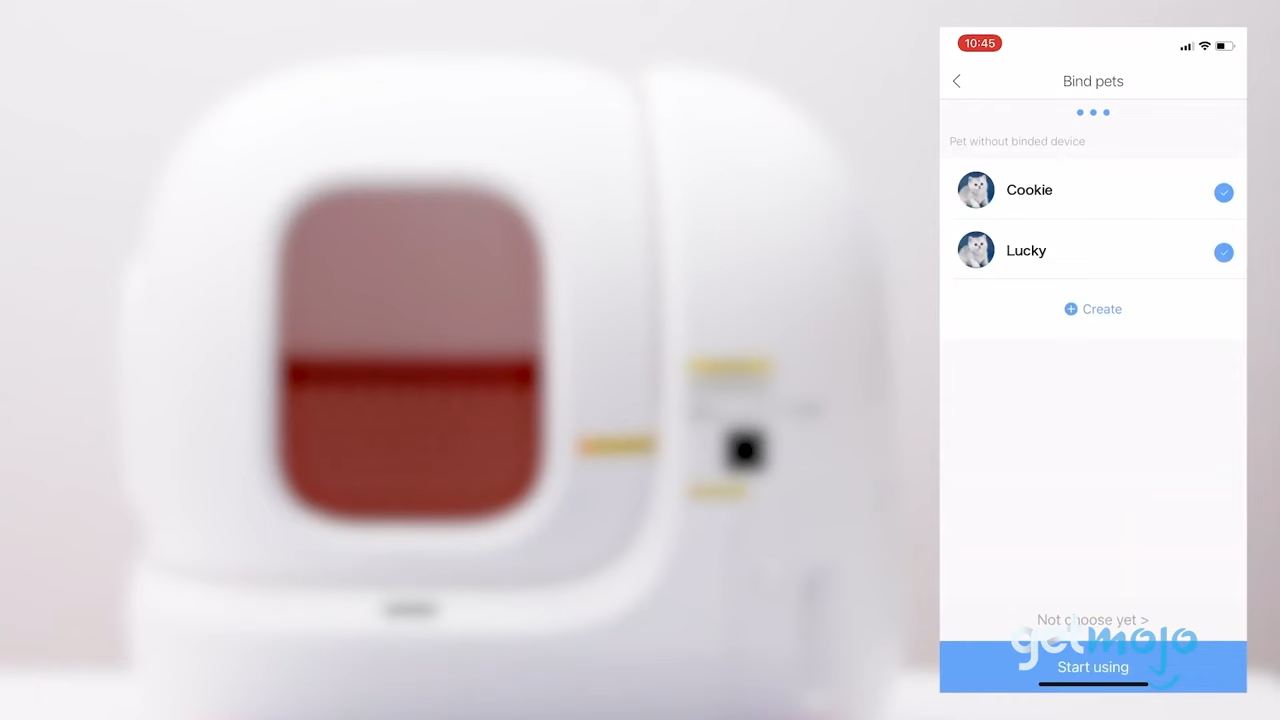 10:45
Bind pets
Pet without binded device
Cookie
Lucky
Create
Not choose yet >
getmojo
Start using